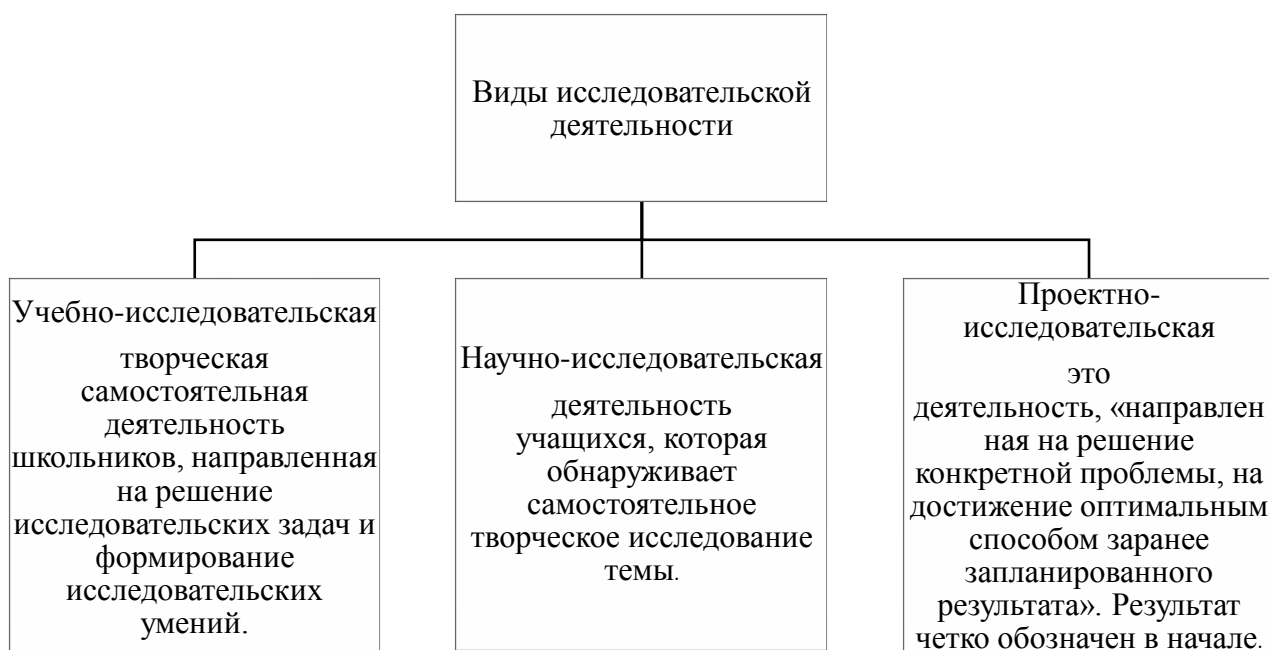 Виды исследовательской
деятельности
Учебно-исследовательская
творческая
самостоятельная
деятельность
школьников, направленная
на решение
исследовательских задач и
формирование
исследовательских
умений.
Научно-исследовательская
деятельность
учащихся, которая
обнаруживает
самостоятельное
творческое исследование
темы.
Проектно-
исследовательская
это
деятельность, «направлен
ная на решение
конкретной проблемы, на
достижение оптимальным
способом заранее
запланированного
результата». Результат
четко обозначен в начале.